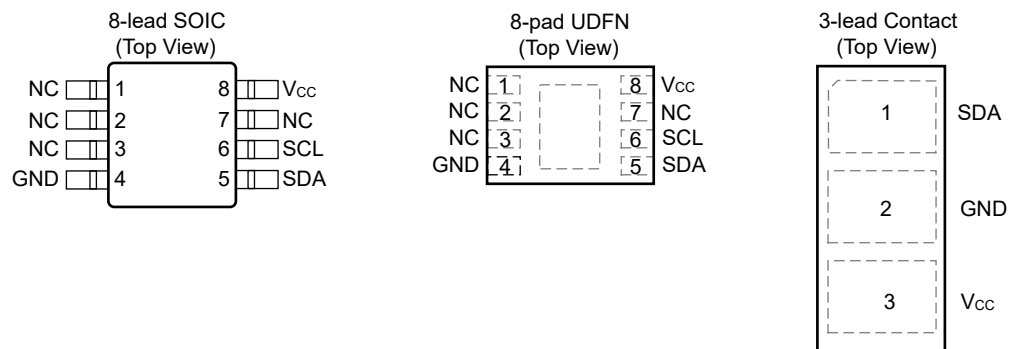 8-lead SOIC
(Top View)
NC 1 8 Vcc
NC 2 7 NC
NC 3 6 SCL
GND 4 5 SDA
8-pad UDFN
(Top View)
NC 1 8 Vcc
NC 2 7 NC
NC 3 6 SCL
GND 4 5 SDA
3-lead Contact
(Top View)
1 SDA
2 GND
3 Vcc